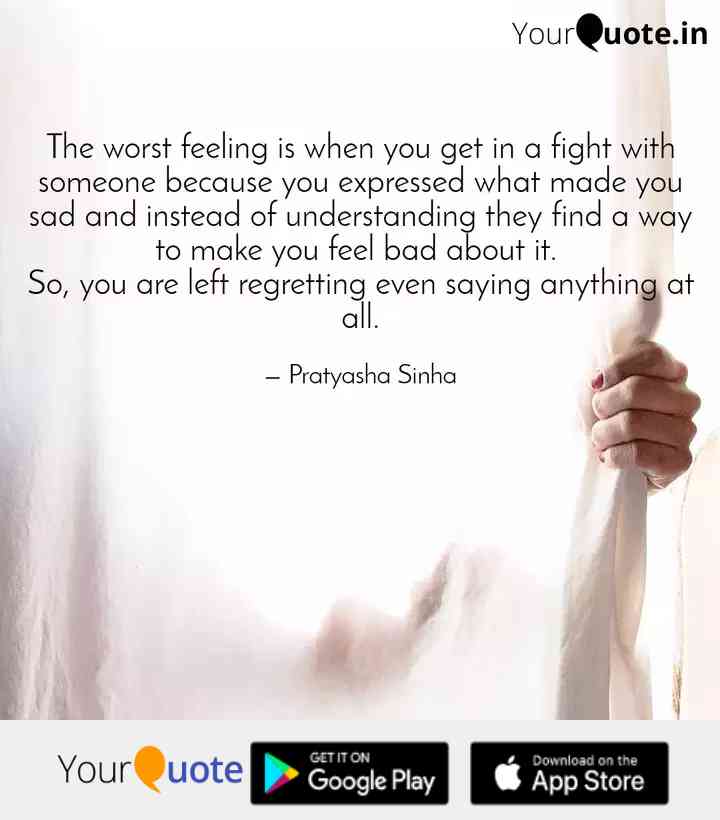 YourQuote.in
The worst feeling is when you get in a fight with
someone because you expressed what made you
sad and instead of understanding they find a way
to make you feel bad about it.
So, you are left regretting even saying anything at
all.
– Pratyasha Sinha
YourQuote
GET IT ON
Google Play
Download on the
App Store